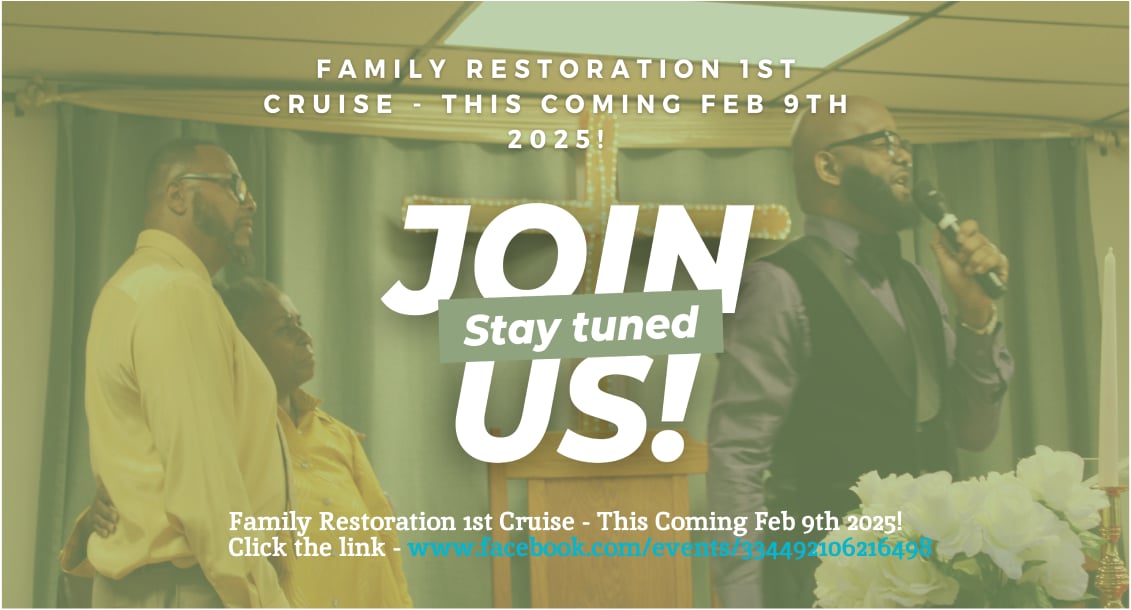 FAMILY RESTORATION 1ST
CRUISE - THIS COMING FEB 9TH
2025!
JOIN
Stay tuned
US!
Family Restoration 1st Cruise - This Coming Feb 9th 2025!
Click the link - www.facebook.com/events/334492106216498